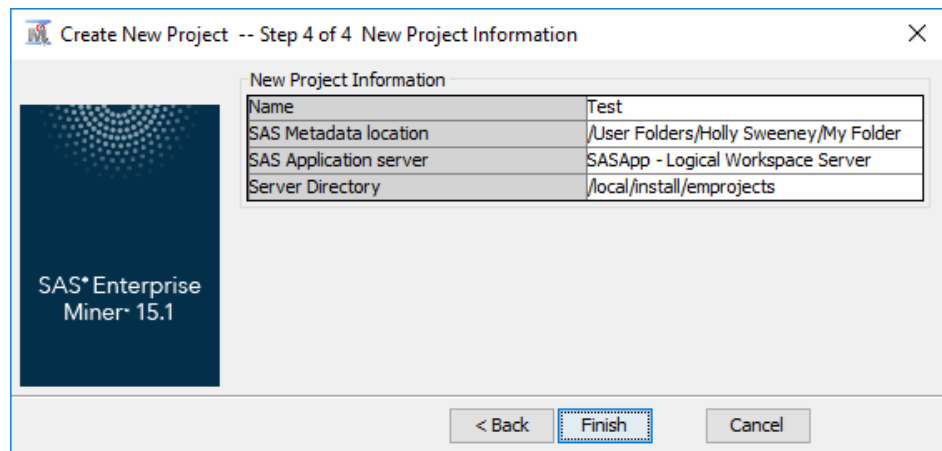 Create New Project -- Step 4 of 4 New Project Information
New Project Information
Name Test
SAS Metadata location /User Folders/Holly Sweeney/My Folder
SAS Application server SASApp - Logical Workspace Server
Server Directory /local/install/emprojects
SAS® Enterprise
Miner™ 15.1
< Back Finish Cancel